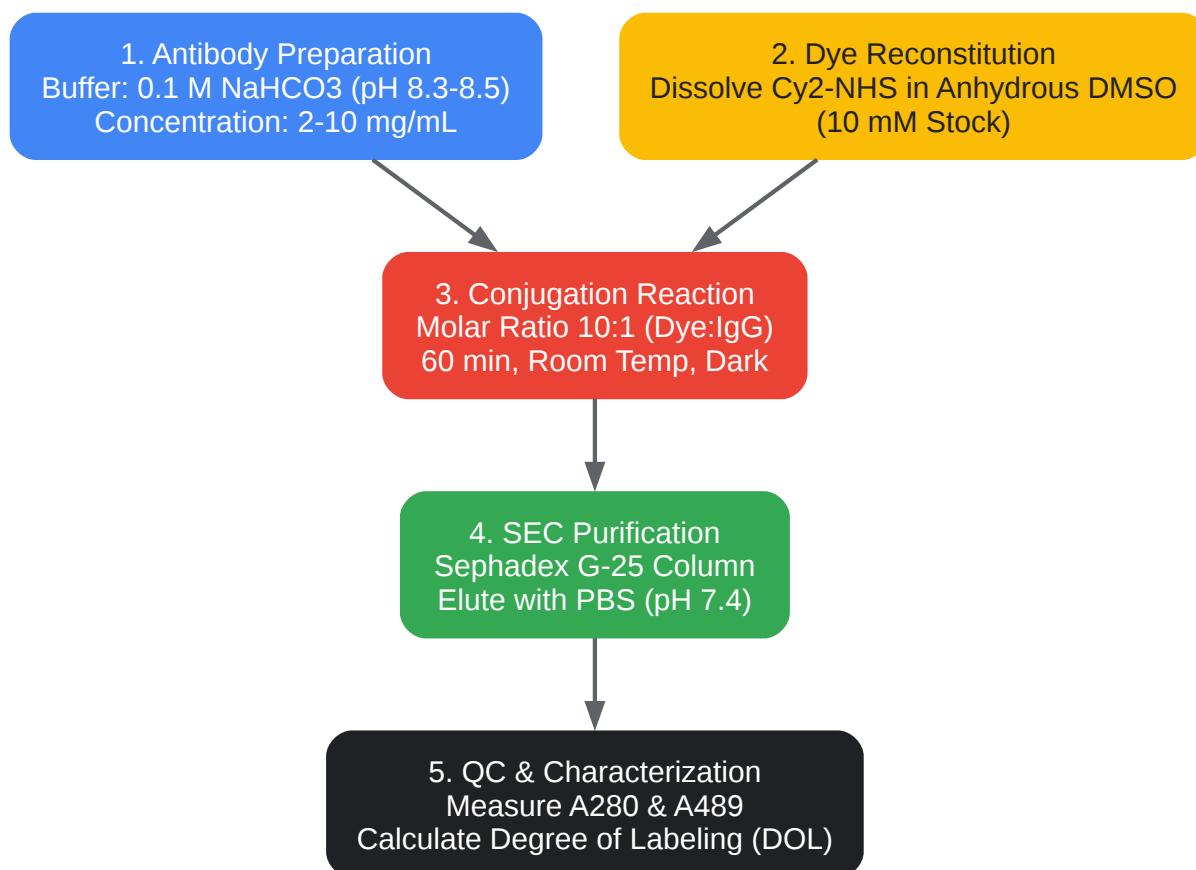 1. Antibody Preparation
Buffer: 0.1 M NaHCO3 (pH 8.3-8.5)
Concentration: 2-10 mg/mL
2. Dye Reconstitution
Dissolve Cy2-NHS in Anhydrous DMSO
(10 mM Stock)
3. Conjugation Reaction
Molar Ratio 10:1 (Dye:IgG)
60 min, Room Temp, Dark
4. SEC Purification
Sephadex G-25 Column
Elute with PBS (pH 7.4)
5. QC & Characterization
Measure A280 & A489
Calculate Degree of Labeling (DOL)